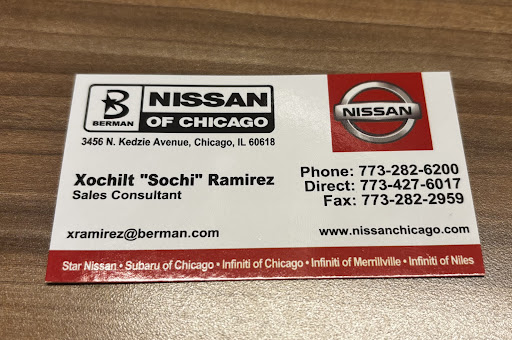 B
BERMAN
NISSAN
OF CHICAGO
3456 N. Kedzie Avenue, Chicago, IL 60618
NISSAN
Xochilt "Sochi" Ramirez
Sales Consultant
Phone: 773-282-6200
Direct: 773-427-6017
Fax: 773-282-2959
xramirez@berman.com
www.nissanchicago.com
Star Nissan • Subaru of Chicago • Infiniti of Chicago • Infiniti of Merrillville • Infiniti of Niles